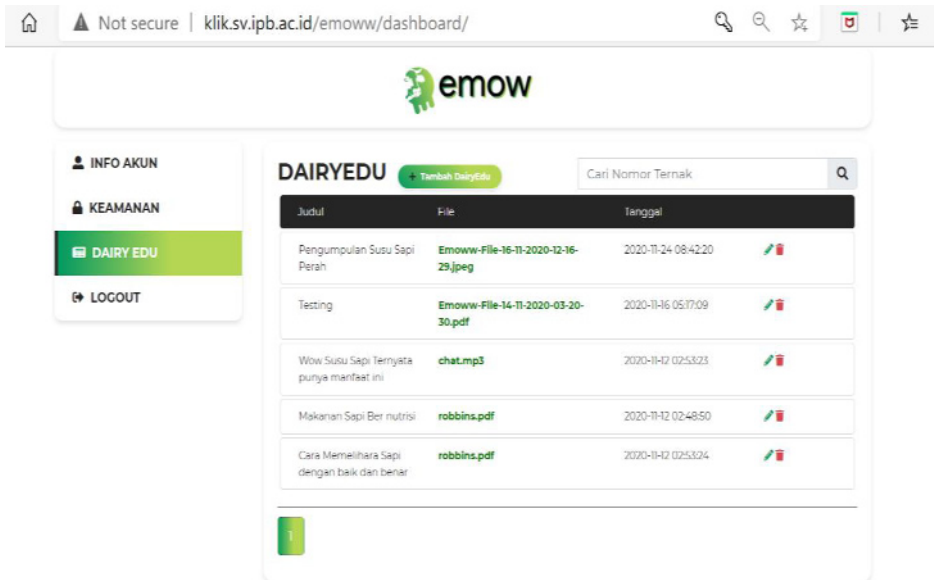 Not secure | klik.sv.ipb.ac.id/emoww/dashboard/
emow
INFO AKUN
KEAMANAN
DAIRY EDU
LOGOUT
DAIRYEDU
+ Tambah DairyEdu
Cari Nomor Ternak
Judul File Tanggal
Pengumpulan Susu Sapi Emoww-File-16-11-2020-12-16- 2020-11-24 08:42:20
Perah 29.jpeg
Testing Emoww-File-14-11-2020-03-20- 2020-11-16 05:17:09
30.pdf
Wow Susu Sapi Ternyata chat.mp3 2020-11-12 02:53:23
punya manfaat ini
Makanan Sapi Ber nutrisi robbins.pdf 2020-11-12 02:48:50
Cara Memelihara Sapi robbins.pdf 2020-11-12 02:53:24
dengan baik dan benar
1